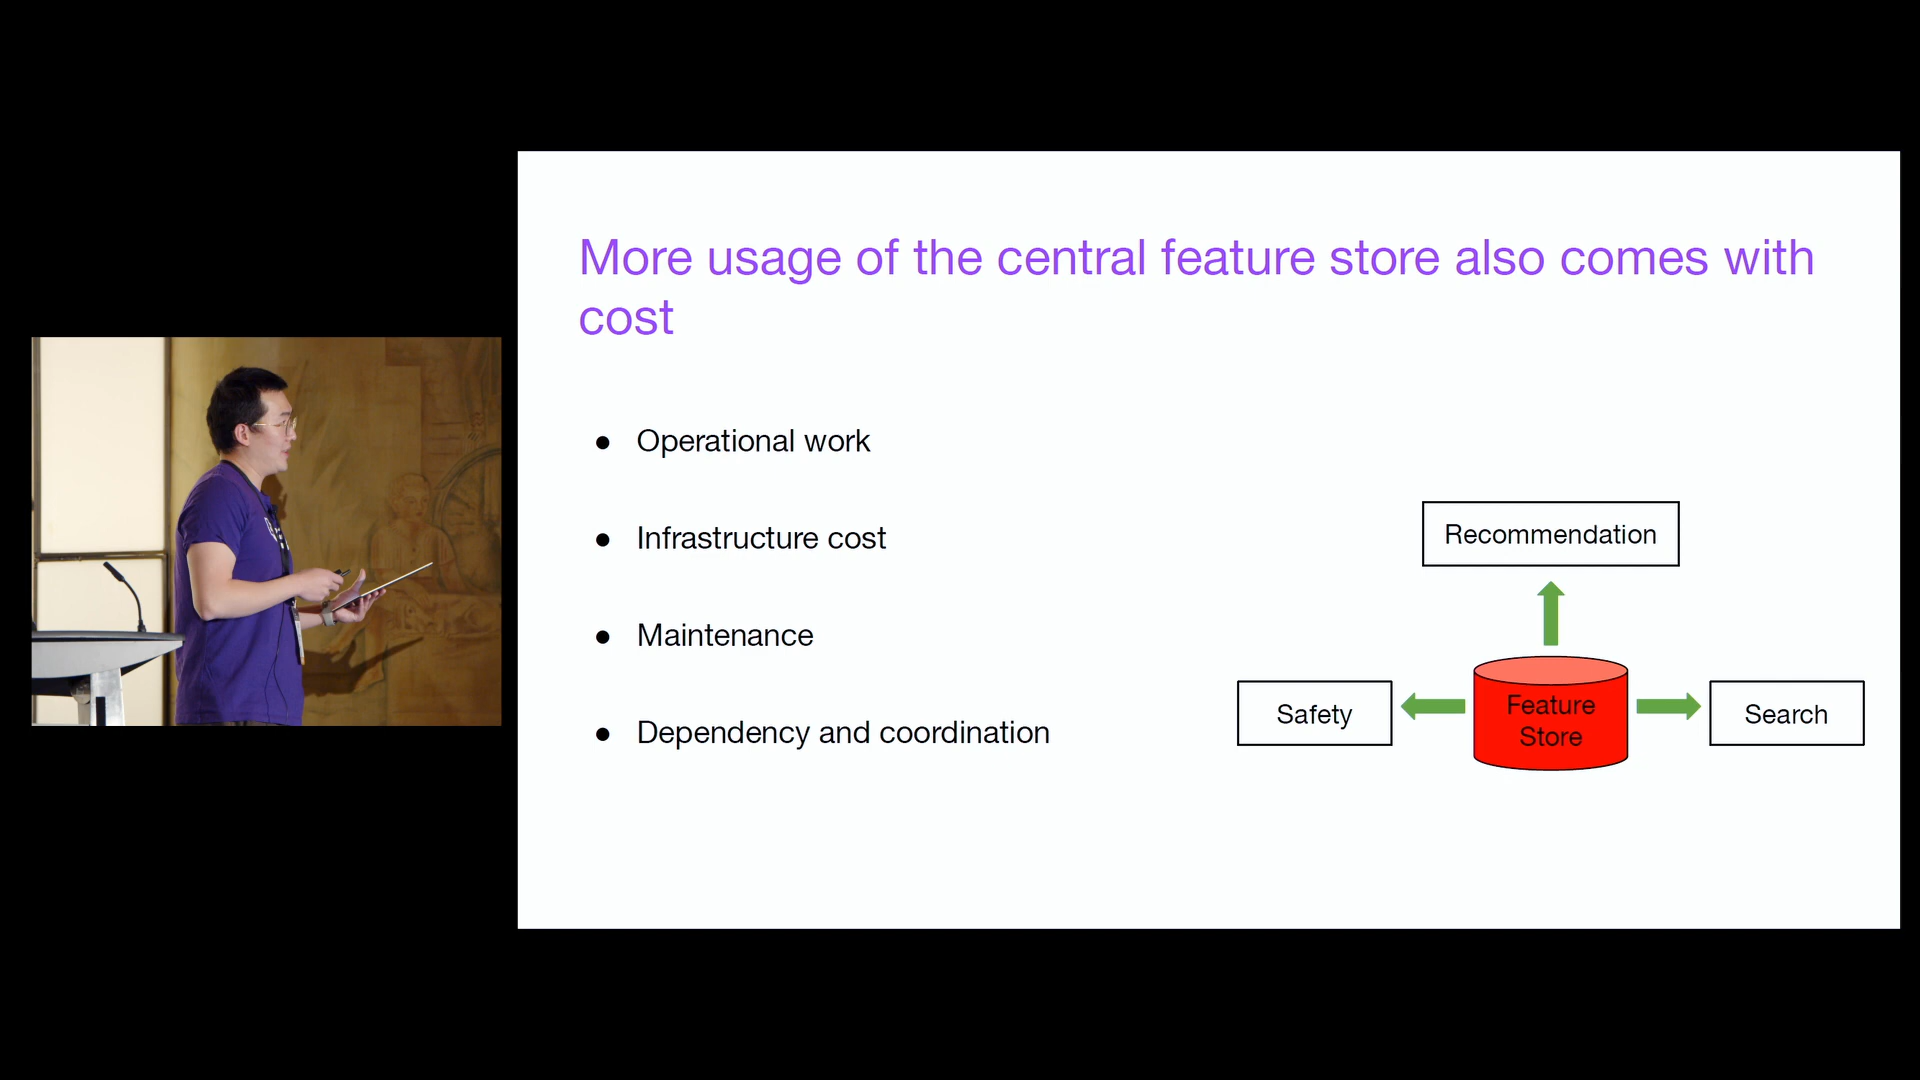 More usage of the central feature store also comes with
cost
● Operational work
● Infrastructure cost
● Maintenance
● Dependency and coordination
Recommendation
Safety
Feature
Store
Search